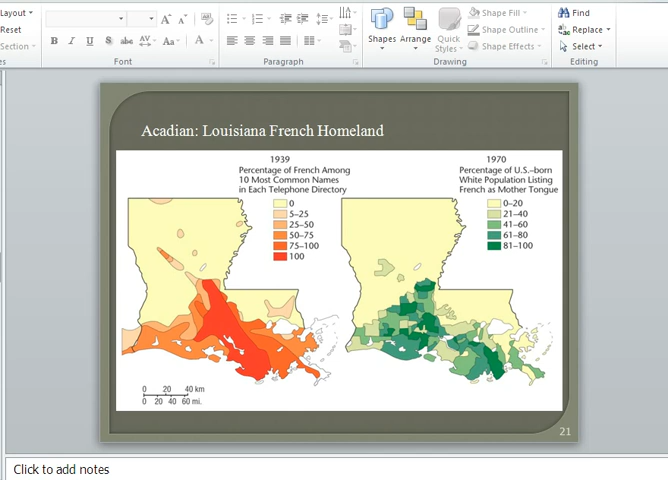 Layout
Reset
Section
Font
Paragraph
Shapes
Arrange
Quick
Styles
Shape Fill
Shape Outline
Shape Effects
Drawing
Find
Replace
Select
Editing
B I U S abc AV Aa A
Acadian: Louisiana French Homeland
1939
Percentage of French Among
10 Most Common Names
in Each Telephone Directory
0
5–25
25–50
50–75
75–100
100
1970
Percentage of U.S.–born
White Population Listing
French as Mother Tongue
0–20
21–40
41–60
61–80
81–100
0 20 40 km
0 20 40 60 mi.
21
Click to add notes